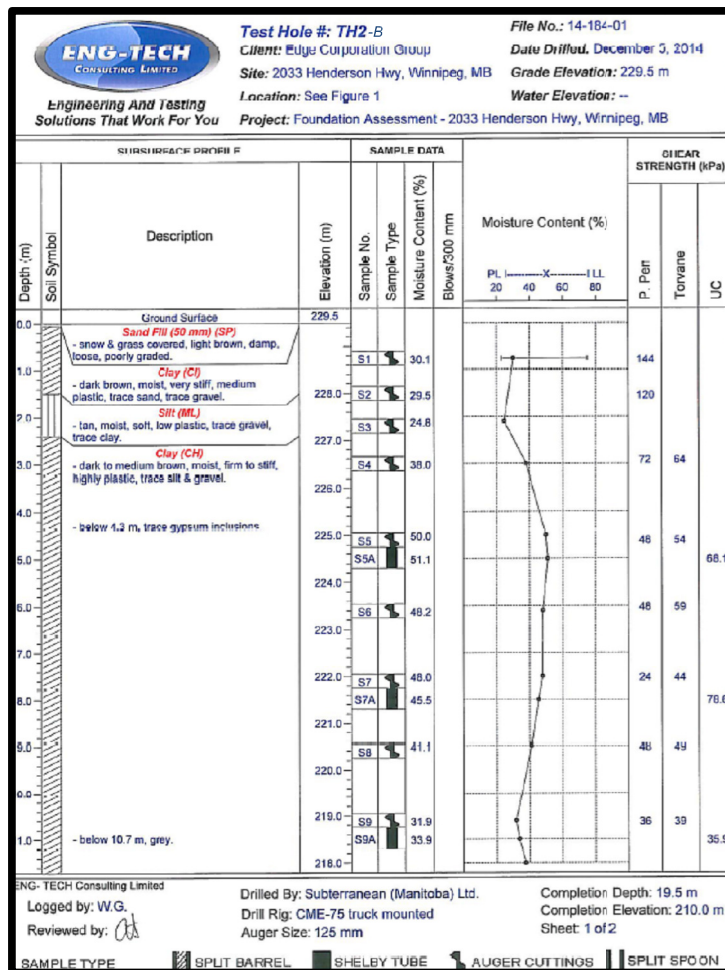 ENG-TECH
CONSULTING LIMITED
Engineering And Testing
Solutions That Work For You
Test Hole #: TH2-B
Client: Edge Corporation Group
Site: 2033 Henderson Hwy, Winnipeg, MB
Location: See Figure 1
Project: Foundation Assessment - 2033 Henderson Hwy, Winnipeg, MB
File No.: 14-184-01
Date Drilled. December 3, 2014
Grade Elevation: 229.5 m
Water Elevation: --
SUBSURFACE PROFILE
SAMPLE DATA
SHEAR
STRENGTH (kPa)
Depth (m)
Soil Symbol
Description
Elevation (m)
Sample No.
Sample Type
Moisture Content (%)
Blows/300 mm
Moisture Content (%)
PL I-------X-------I LL
20 40 60 80
P. Pen
Torvane
UC
0.0 Ground Surface 229.5
Sand Fill (50 mm) (SP)
- snow & grass covered, light brown, damp,
loose, poorly graded.
S1 30.1 144
1.0
Clay (CI)
- dark brown, moist, very stiff, medium
plastic, trace sand, trace gravel.
228.0 S2 29.5 120
2.0
Silt (ML)
- tan, moist, soft, low plastic, trace gravel,
trace clay.
S3 24.8
227.0
3.0
Clay (CH)
- dark to medium brown, moist, firm to stiff,
highly plastic, trace silt & gravel.
S4 38.0 72 64
226.0
- below 4.3 m, trace gypsum inclusions.
225.0 S5 50.0 48 54
5.0 S5A 51.1 68.1
224.0
6.0 S6 48.2 48 59
223.0
7.0
222.0 S7 48.0 24 44
8.0 S7A 45.5 78.6
221.0
9.0 S8 41.1 48 49
220.0
0.0
219.0 S9 31.9 36 39
1.0 - below 10.7 m, grey. S9A 33.9 35.9
218.0
ENG- TECH Consulting Limited
Logged by: W.G.
Reviewed by:
Drilled By: Subterranean (Manitoba) Ltd.
Drill Rig: CME-75 truck mounted
Auger Size: 125 mm
Completion Depth: 19.5 m
Completion Elevation: 210.0 m
Sheet: 1 of 2
SAMPLE TYPE SPLIT BARREL SHELBY TUBE AUGER CUTTINGS SPLIT SPOON